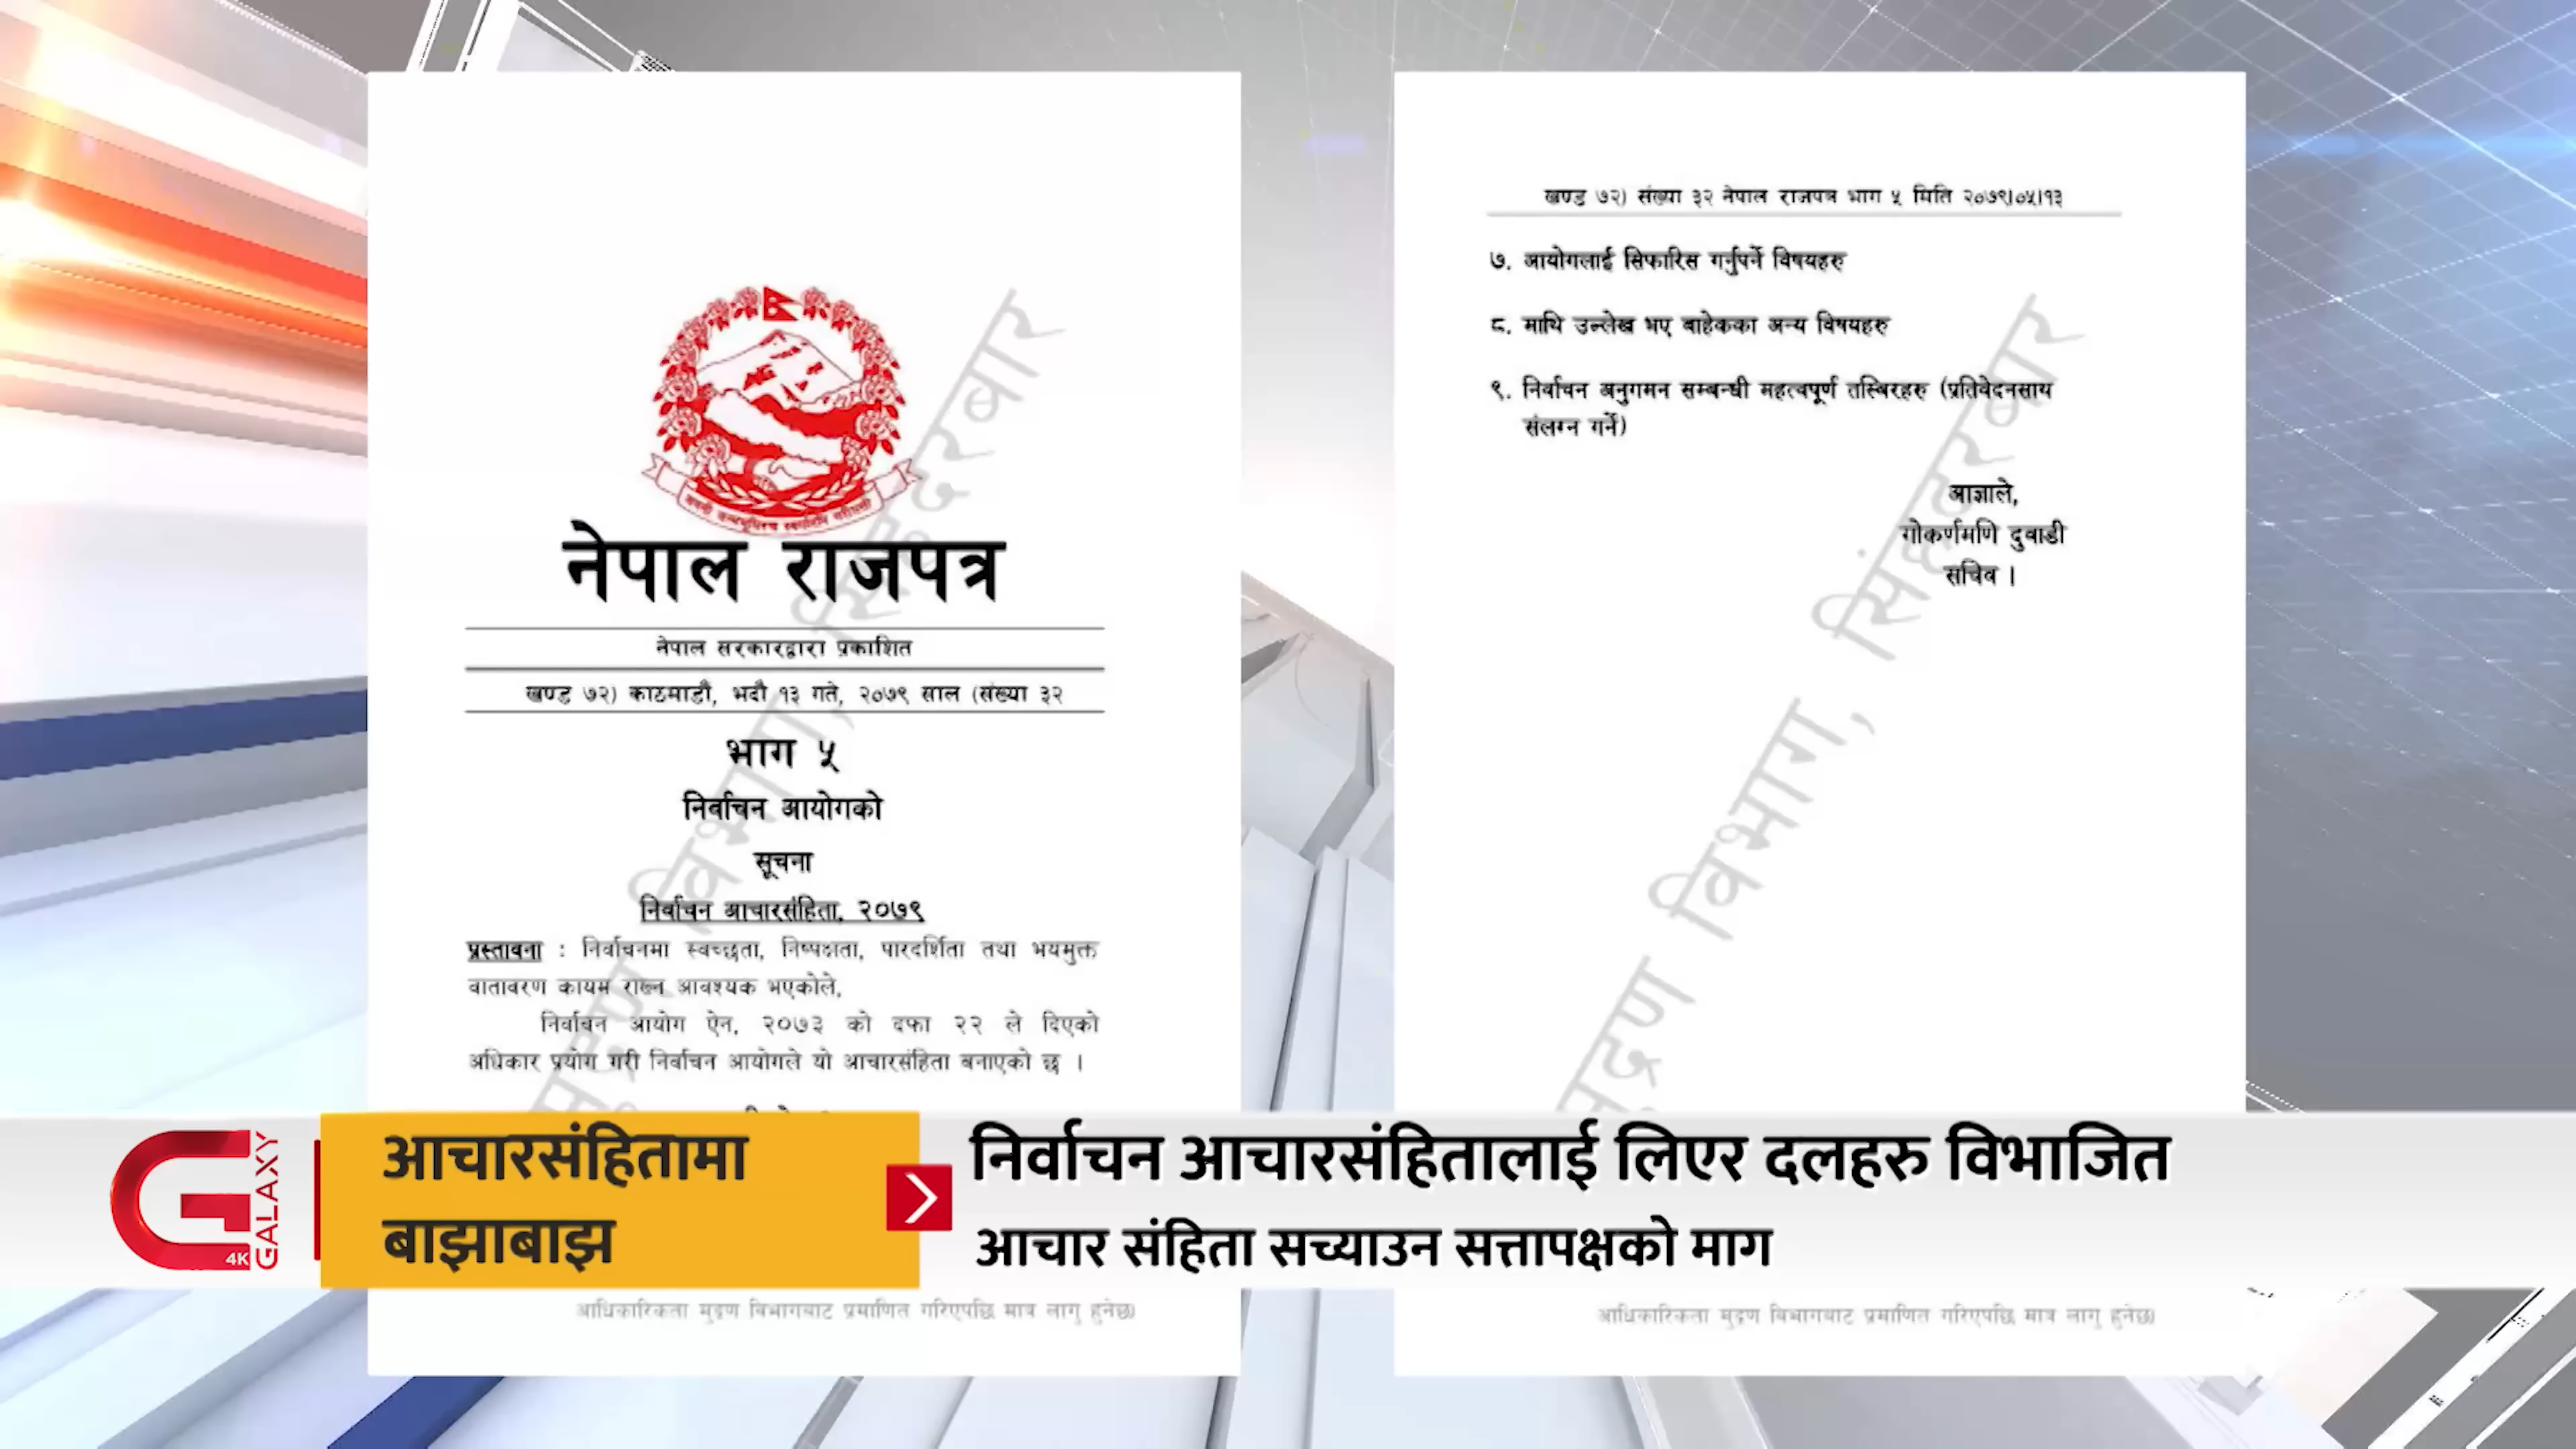 नेपाल राजपत्र
नेपाल सरकारद्वारा प्रकाशित
खण्ड ७२) काठमाडौं, भदौ १३ गते, २०७९ साल (संख्या ३२
भाग ५
निर्वाचन आयोगको
सूचना
निर्वाचन आचारसंहिता, २०७९
प्रस्तावना : निर्वाचनमा स्वच्छता, निष्पक्षता, पारदर्शिता तथा भयमुक्त
वातावरण कायम राख्न आवश्यक भएकोले,
निर्वाचन आयोग ऐन, २०७३ को दफा २२ ले दिएको
अधिकार प्रयोग गरी निर्वाचन आयोगले यो आचारसंहिता बनाएको छ ।
आधिकारिकता मुद्रण विभागबाट प्रमाणित गरिएपछि मात्र लागु हुनेछ।
मुद्रण विभाग, सिंहदरबार
खण्ड ७२) संख्या ३२ नेपाल राजपत्र भाग ५ मिति २०७९।०५।१३
७. आयोगलाई सिफारिस गर्नुपर्ने विषयहरु
८. माथि उल्लेख भए बाहेकका अन्य विषयहरु
९. निर्वाचन अनुगमन सम्बन्धी महत्वपूर्ण तस्बिरहरु (प्रतिवेदनसाथ
संलग्न गर्ने)
आज्ञाले,
गोकर्णमणि दुवाडी
सचिव ।
मुद्रण विभाग, सिंहदरबार
आधिकारिकता मुद्रण विभागबाट प्रमाणित गरिएपछि मात्र लागु हुनेछ।
GALAXY
4K
आचारसंहितामा
बाझाबाझ
निर्वाचन आचारसंहितालाई लिएर दलहरु विभाजित
आचार संहिता सच्याउन सत्तापक्षको माग